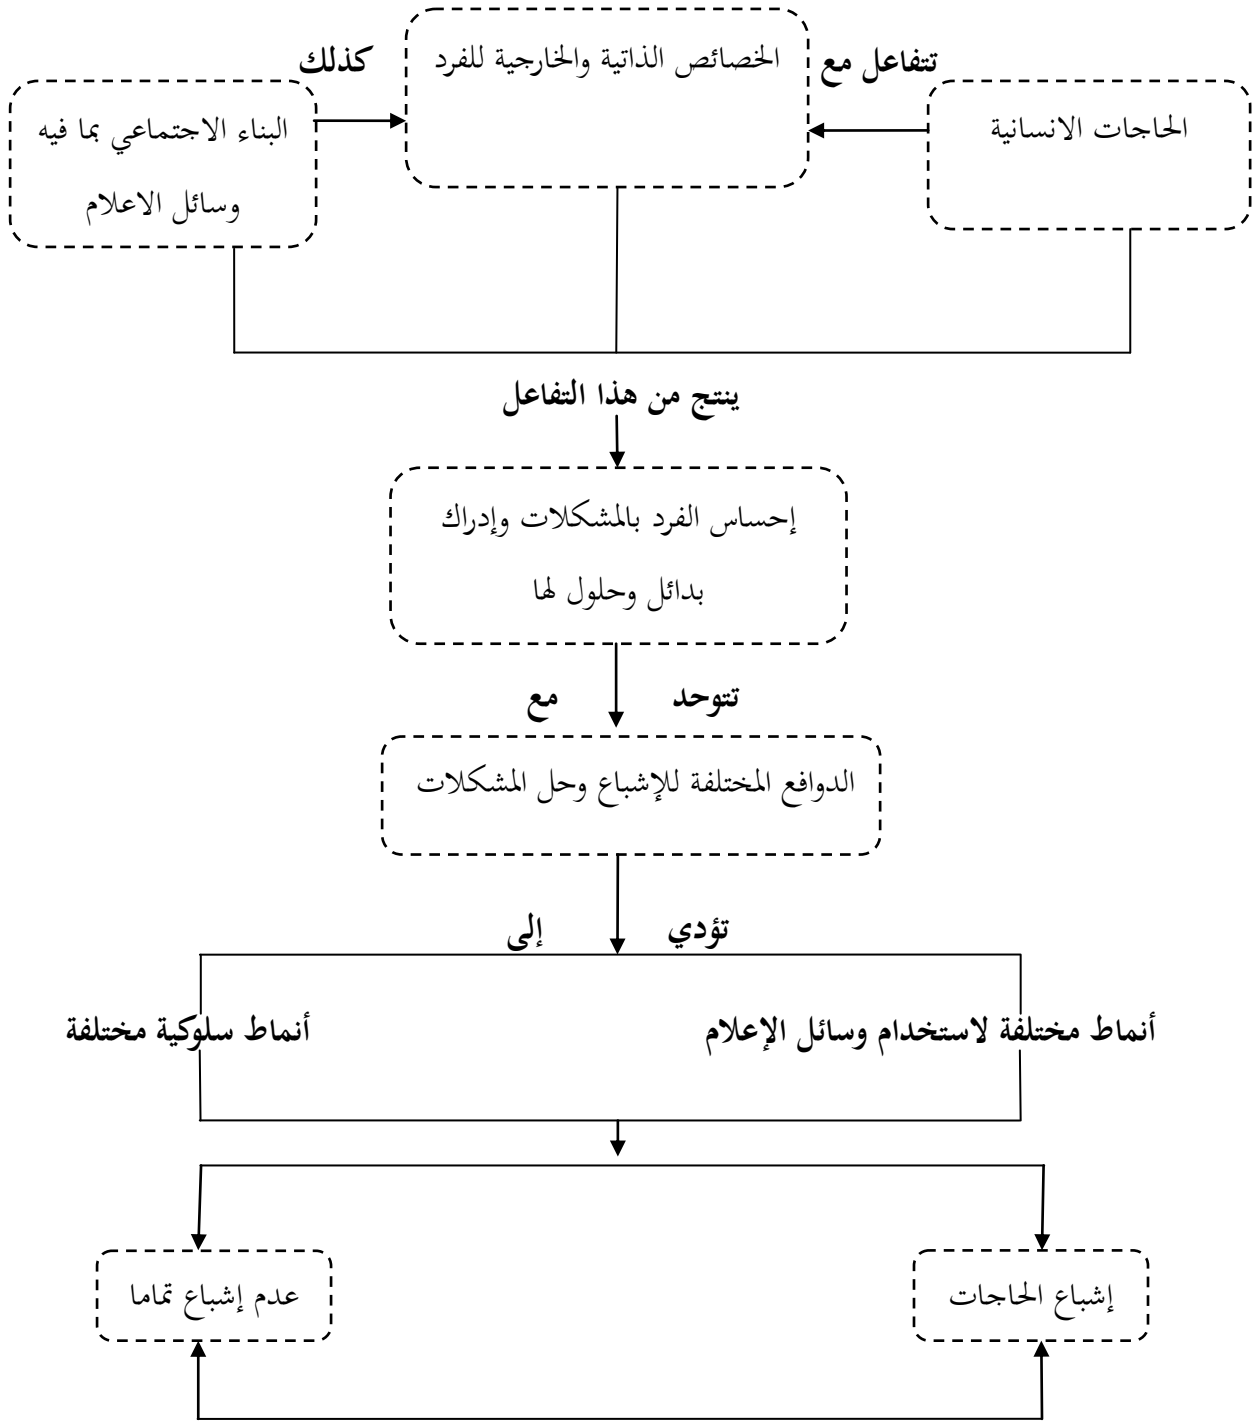 تتفاعل مع
كذلك
الخصائص الذاتية والخارجية للفرد
الحاجات الانسانية
البناء الاجتماعي بما فيه
وسائل الاعلام
ينتج من هذا التفاعل
إحساس الفرد بالمشكلات وإدراك
بدائل وحلول لها
تتوحد مع
الدوافع المختلفة للإشباع وحل المشكلات
تؤدي إلى
أنماط مختلفة لاستخدام وسائل الإعلام
أنماط سلوكية مختلفة
إشباع الحاجات
عدم إشباع تماما